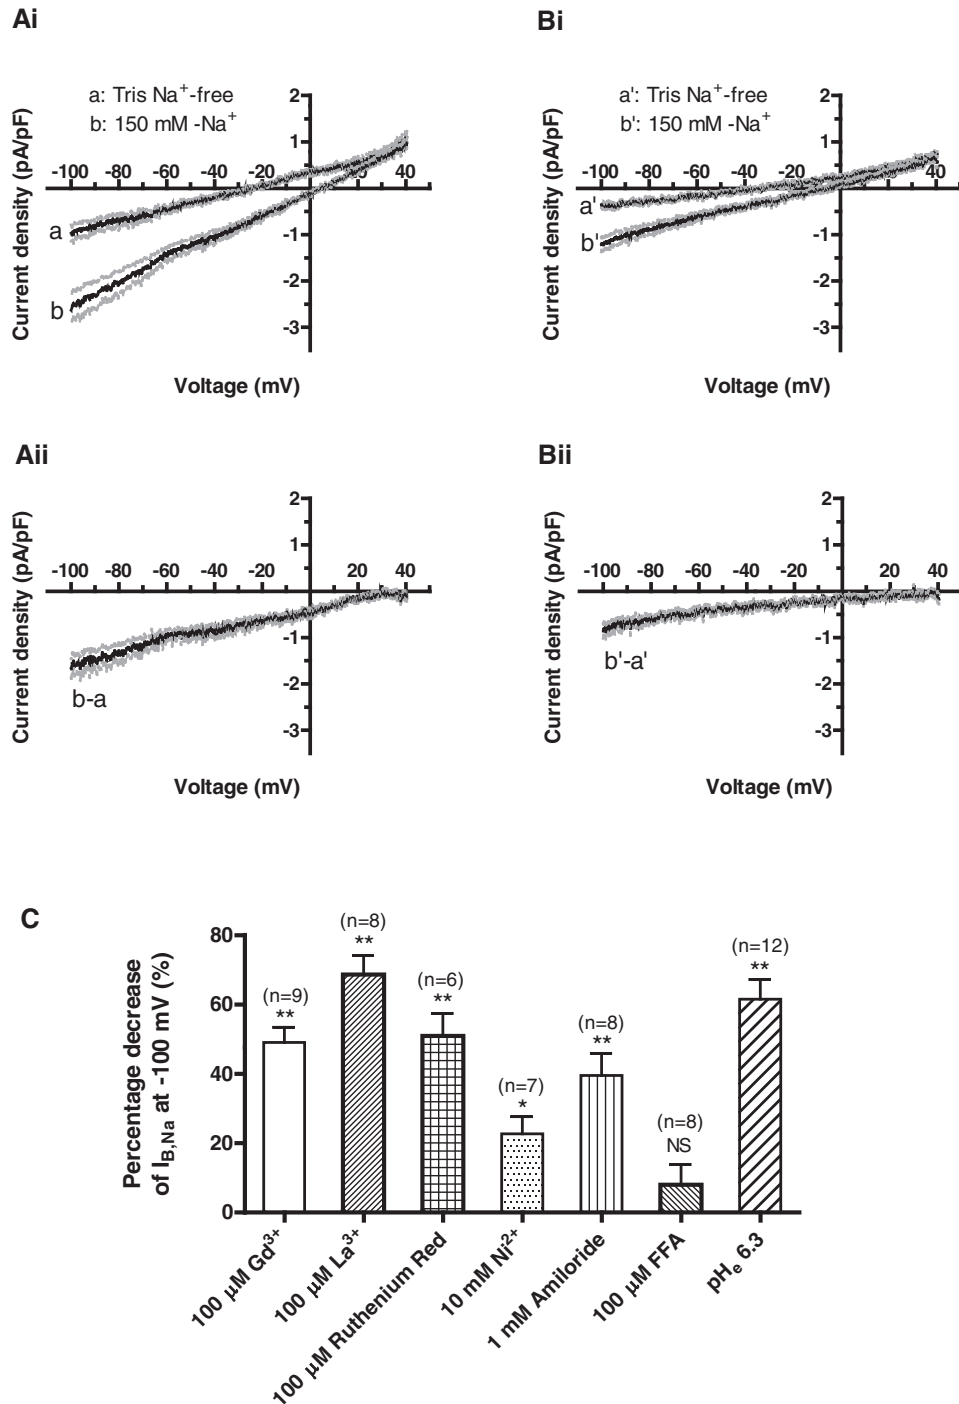 Ai
a: Tris Na⁺-free
b: 150 mM -Na⁺
2
1
-1
-2
-3
-100 -80 -60 -40 -20 0 40
a
b
Current density (pA/pF)
Voltage (mV)
Bi
a': Tris Na⁺-free
b': 150 mM -Na⁺
2
1
-1
-2
-3
-100 -80 -60 -40 -20 0 40
a'
b'
Current density (pA/pF)
Voltage (mV)
Aii
2
1
-1
-2
-3
-100 -80 -60 -40 -20 0 20 40
b-a
Current density (pA/pF)
Voltage (mV)
Bii
2
1
-1
-2
-3
-100 -80 -60 -40 -20 0 20 40
b'-a'
Current density (pA/pF)
Voltage (mV)
C
Percentage decrease
of I_B,Na at -100 mV (%)
80
60
40
20
0
(n=9)
**
(n=8)
**
(n=6)
**
(n=7)
*
(n=8)
**
(n=8)
NS
(n=12)
**
100 µM Gd³⁺
100 µM La³⁺
100 µM Ruthenium Red
10 mM Ni²⁺
1 mM Amiloride
100 µM FFA
pHₑ 6.3